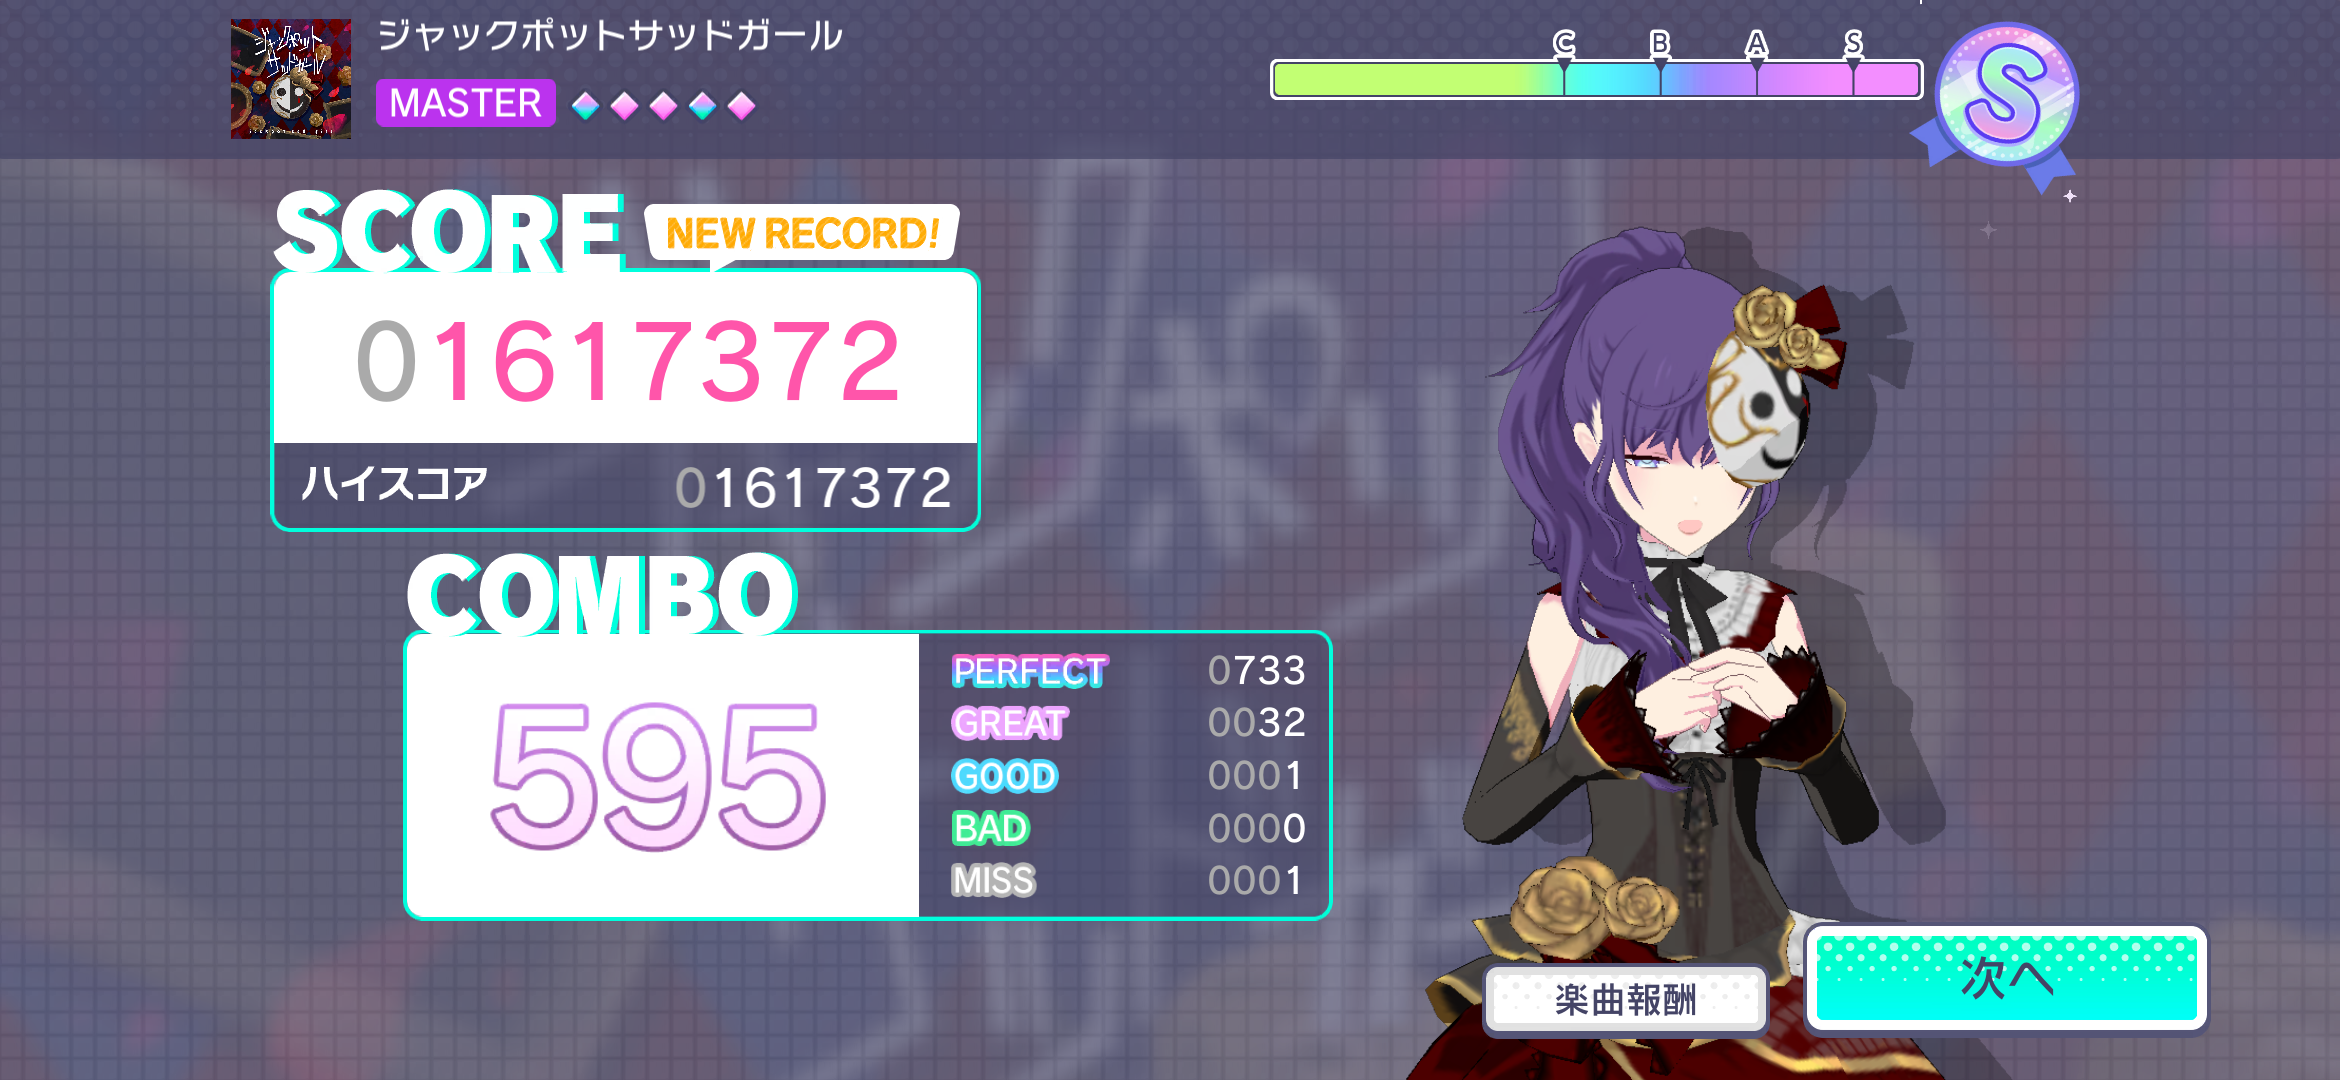 ジャックポットサッドガール
MASTER
C B A S
S
SCORE
NEW RECORD!
01617372
ハイスコア 01617372
COMBO
595
PERFECT 0733
GREAT 0032
GOOD 0001
BAD 0000
MISS 0001
楽曲報酬
次へ